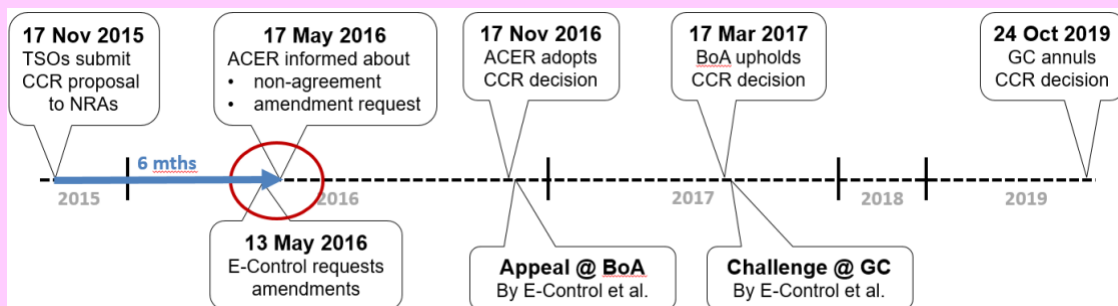 17 Nov 2015
TSOs submit
CCR proposal
to NRAs
17 May 2016
ACER informed about
• non-agreement
• amendment request
17 Nov 2016
ACER adopts
CCR decision
17 Mar 2017
BoA upholds
CCR decision
24 Oct 2019
GC annuls
CCR decision
6 mths
2015
2016
2017
2018
2019
13 May 2016
E-Control requests
amendments
Appeal @ BoA
By E-Control et al.
Challenge @ GC
By E-Control et al.